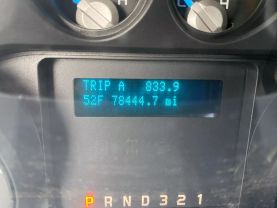 H
C
TRIP A 833.9
52F 78444.7 mi
P R N D 3 2 1